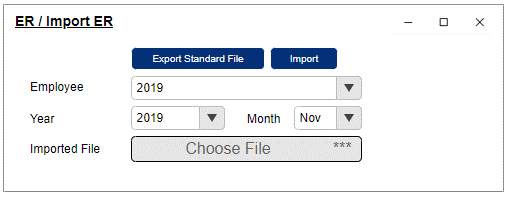 ER / Import ER
Export Standard File Import
Employee 2019
Year 2019 Month Nov
Imported File Choose File ***